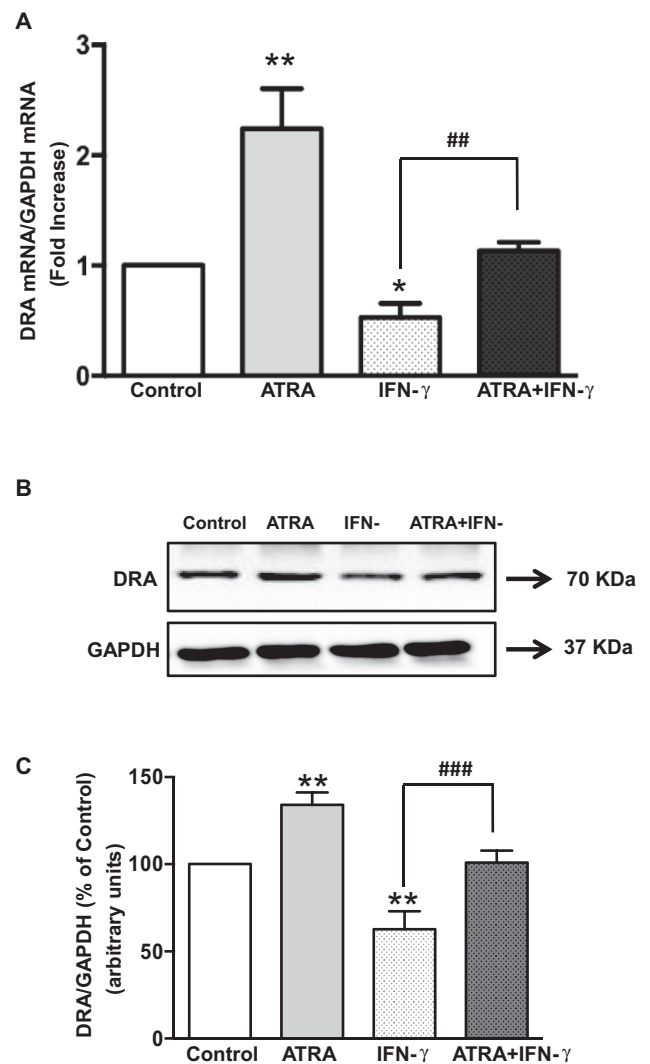 A
DRA mRNA/GAPDH mRNA
(Fold Increase)
3
2
1
0
**
*
##
Control ATRA IFN-γ ATRA+IFN-γ
B
Control ATRA IFN- ATRA+IFN-
DRA
70 KDa
GAPDH
37 KDa
C
DRA/GAPDH (% of Control)
(arbitrary units)
150
100
50
0
**
**
###
Control ATRA IFN-γ ATRA+IFN-γ